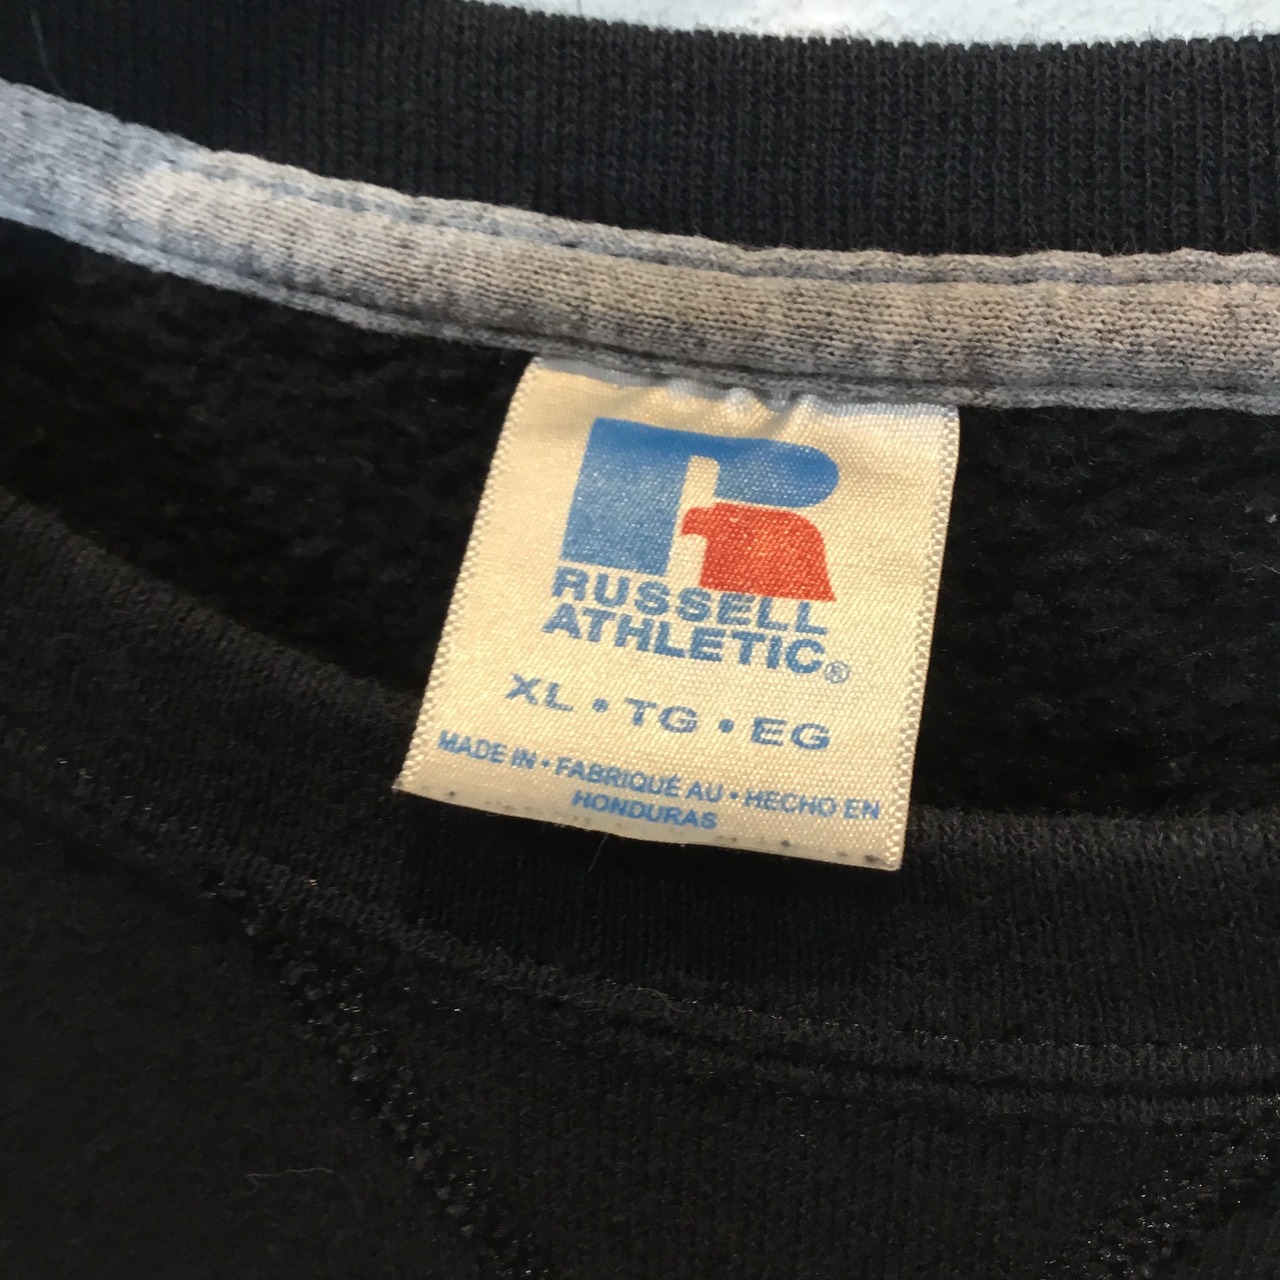 R
RUSSELL
ATHLETIC®
XL • TG • EG
MADE IN • FABRIQUÉ AU • HECHO EN
HONDURAS